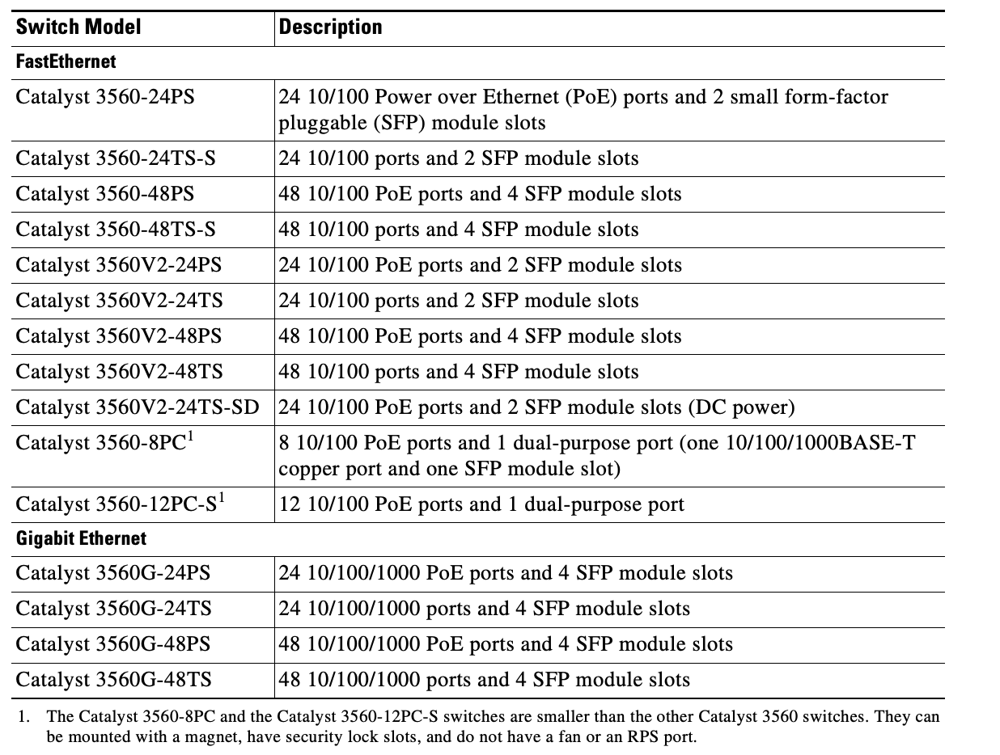 Switch Model Description
FastEthernet
Catalyst 3560-24PS 24 10/100 Power over Ethernet (PoE) ports and 2 small form-factor
pluggable (SFP) module slots
Catalyst 3560-24TS-S 24 10/100 ports and 2 SFP module slots
Catalyst 3560-48PS 48 10/100 PoE ports and 4 SFP module slots
Catalyst 3560-48TS-S 48 10/100 ports and 4 SFP module slots
Catalyst 3560V2-24PS 24 10/100 PoE ports and 2 SFP module slots
Catalyst 3560V2-24TS 24 10/100 ports and 2 SFP module slots
Catalyst 3560V2-48PS 48 10/100 PoE ports and 4 SFP module slots
Catalyst 3560V2-48TS 48 10/100 ports and 4 SFP module slots
Catalyst 3560V2-24TS-SD 24 10/100 PoE ports and 2 SFP module slots (DC power)
Catalyst 3560-8PC¹ 8 10/100 PoE ports and 1 dual-purpose port (one 10/100/1000BASE-T
copper port and one SFP module slot)
Catalyst 3560-12PC-S¹ 12 10/100 PoE ports and 1 dual-purpose port
Gigabit Ethernet
Catalyst 3560G-24PS 24 10/100/1000 PoE ports and 4 SFP module slots
Catalyst 3560G-24TS 24 10/100/1000 ports and 4 SFP module slots
Catalyst 3560G-48PS 48 10/100/1000 PoE ports and 4 SFP module slots
Catalyst 3560G-48TS 48 10/100/1000 ports and 4 SFP module slots
1. The Catalyst 3560-8PC and the Catalyst 3560-12PC-S switches are smaller than the other Catalyst 3560 switches. They can
be mounted with a magnet, have security lock slots, and do not have a fan or an RPS port.